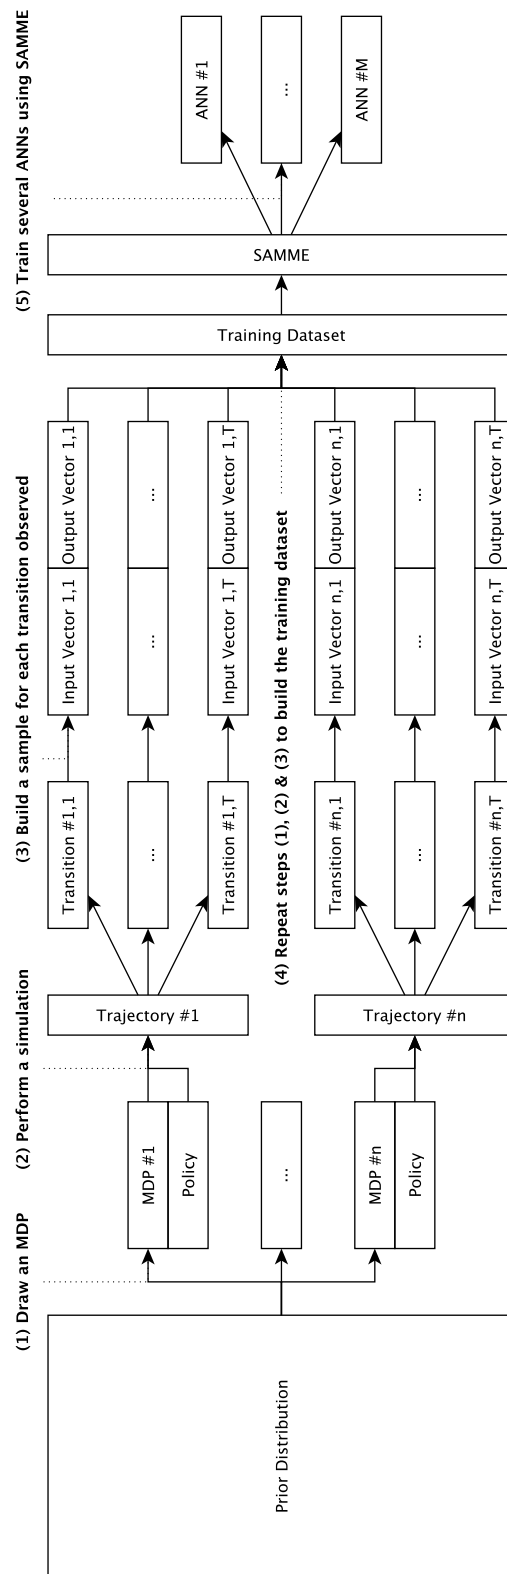 (1) Draw an MDP
(2) Perform a simulation
(3) Build a sample for each transition observed
(5) Train several ANNs using SAMME
Prior Distribution
MDP #1
Policy
...
MDP #n
Policy
Trajectory #1
Trajectory #n
Transition #1,1
...
Transition #1,T
Transition #n,1
...
Transition #n,T
Input Vector 1,1
Output Vector 1,1
...
...
Input Vector 1,T
Output Vector 1,T
(4) Repeat steps (1), (2) & (3) to build the training dataset
Input Vector n,1
Output Vector n,1
...
...
Input Vector n,T
Output Vector n,T
Training Dataset
SAMME
ANN #1
...
ANN #M